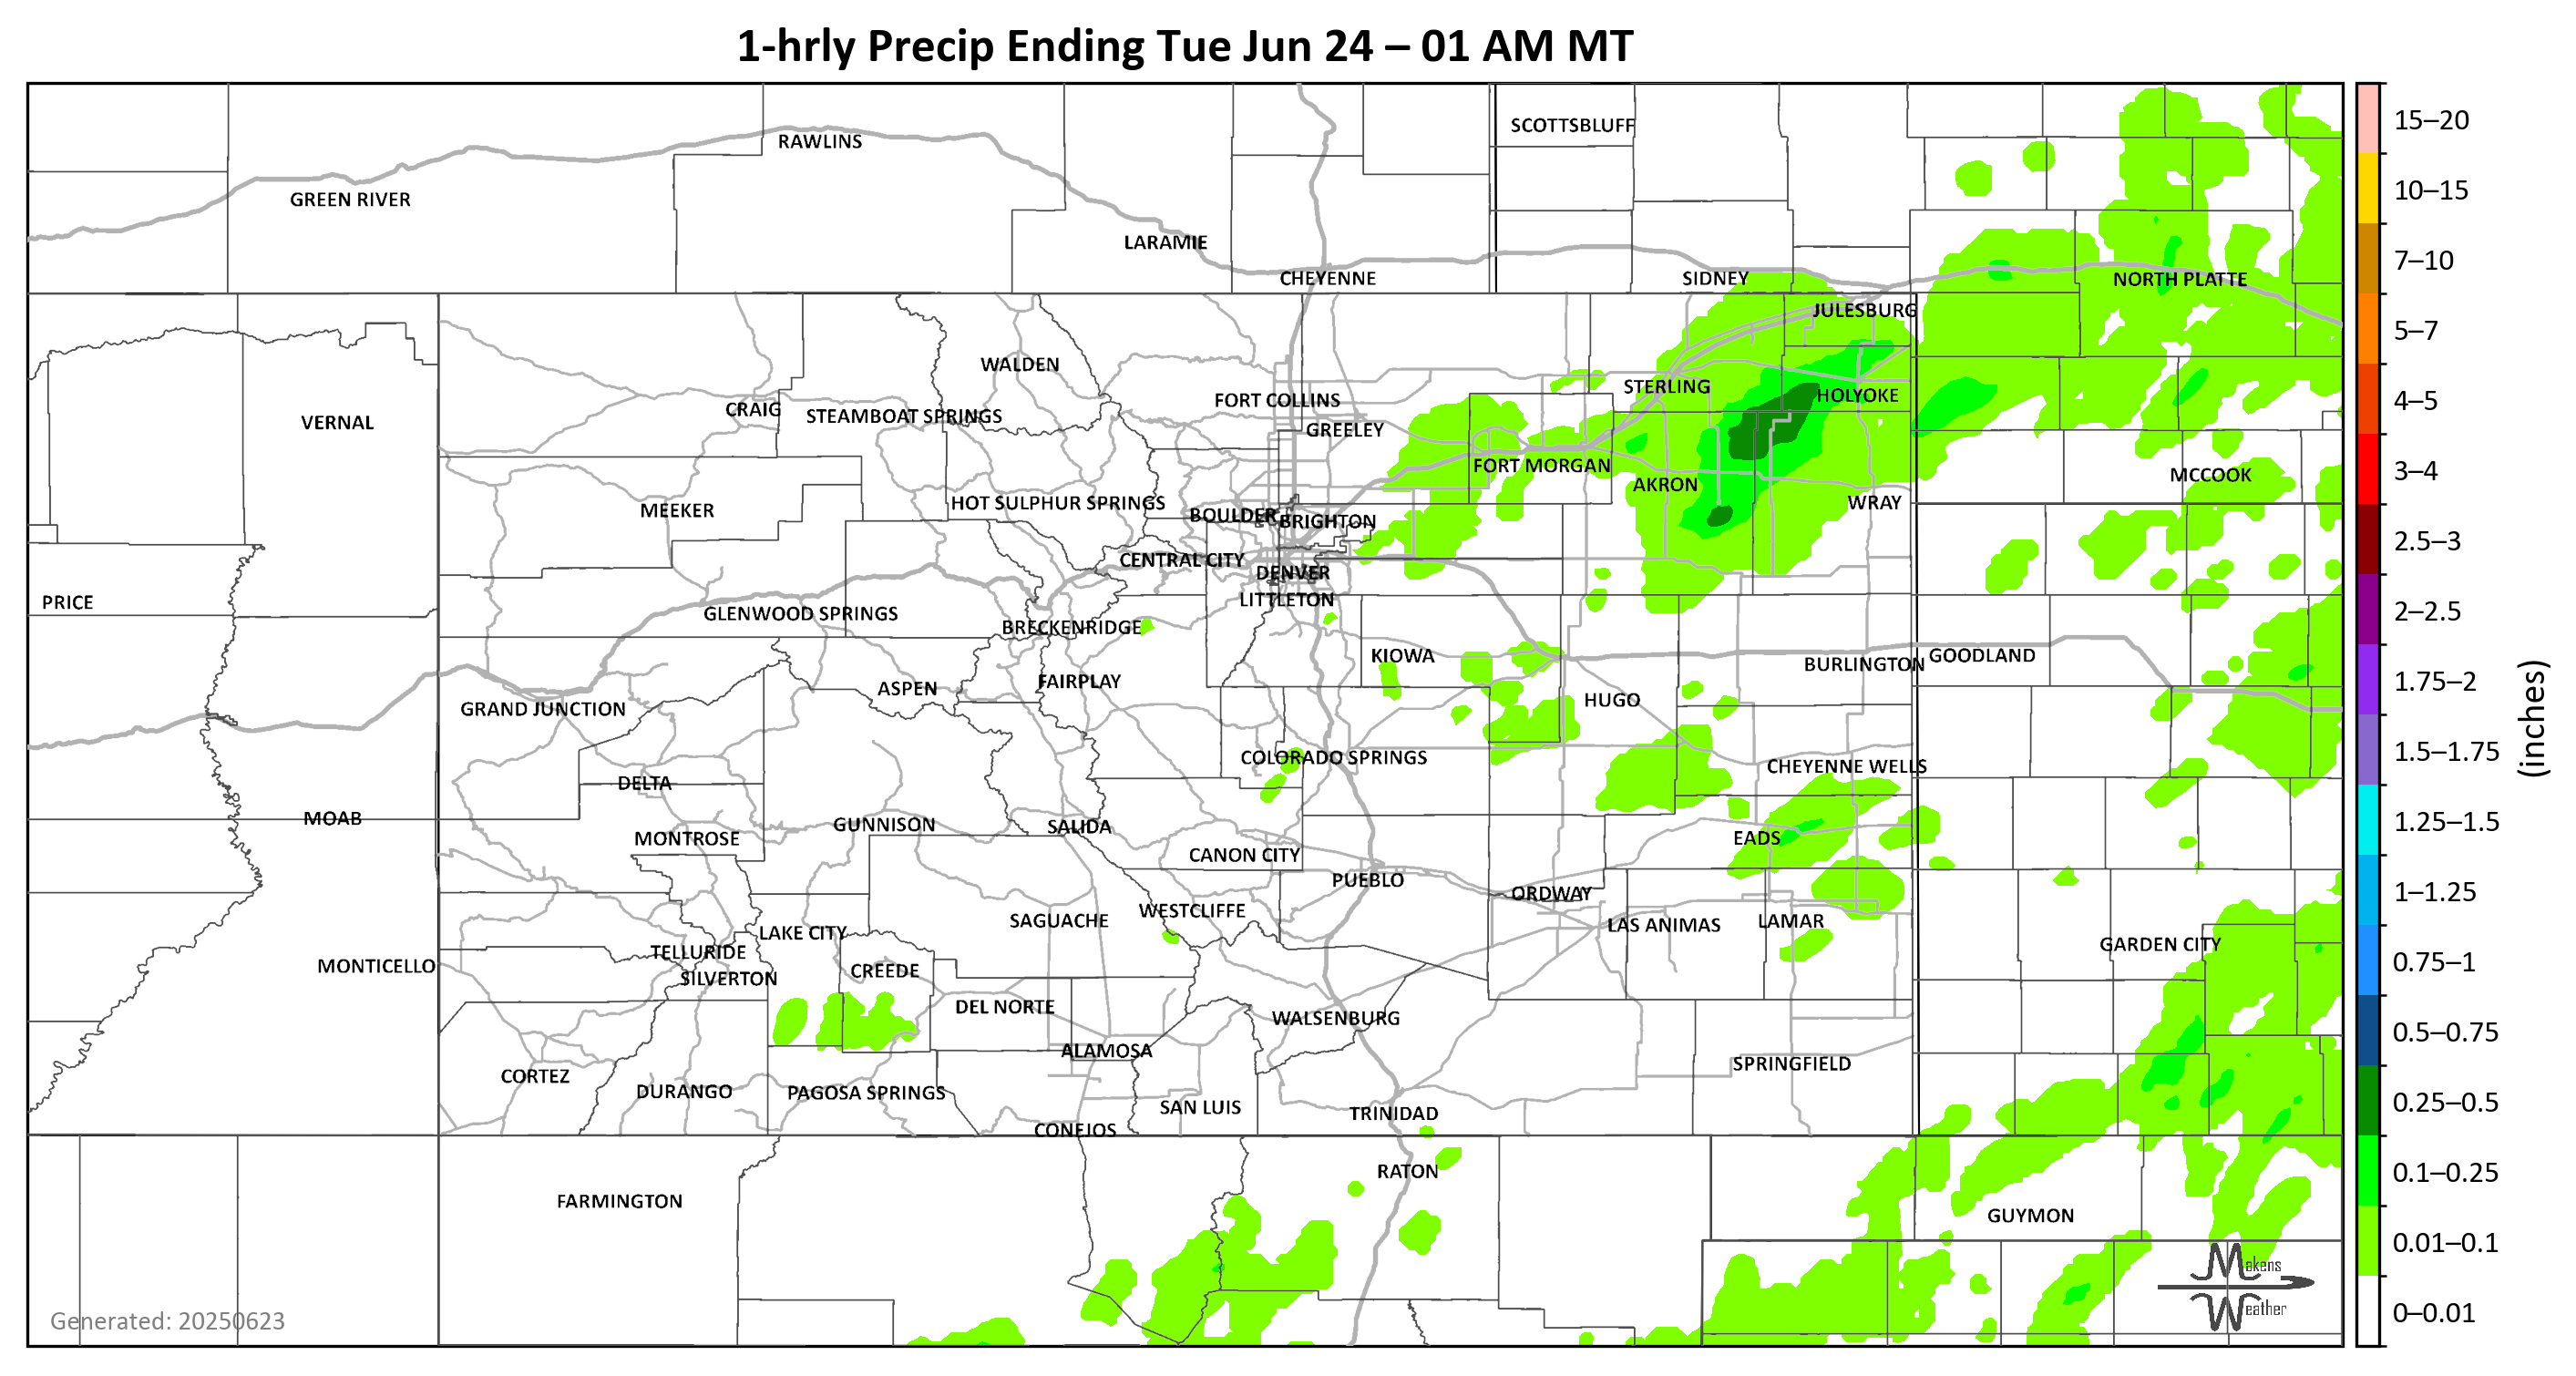 1-hrly Precip Ending Tue Jun 24 – 01 AM MT
SCOTTSBLUFF
15–20
RAWLINS
10–15
GREEN RIVER
LARAMIE
7–10
CHEYENNE
SIDNEY
NORTH PLATTE
JULESBURG
5–7
WALDEN
STERLING
HOLYOKE
4–5
FORT COLLINS
CRAIG
STEAMBOAT SPRINGS
VERNAL
GREELEY
FORT MORGAN
MCCOOK
3–4
AKRON
HOT SULPHUR SPRINGS
WRAY
MEEKER
BOULDER
BRIGHTON
2.5–3
CENTRAL CITY
DENVER
PRICE
LITTLETON
2–2.5
GLENWOOD SPRINGS
BRECKENRIDGE
KIOWA
BURLINGTON
GOODLAND
FAIRPLAY
ASPEN
1.75–2
HUGO
GRAND JUNCTION
(inches)
COLORADO SPRINGS
1.5–1.75
CHEYENNE WELLS
DELTA
MOAB
GUNNISON
SALIDA
1.25–1.5
MONTROSE
EADS
CANON CITY
PUEBLO
ORDWAY
1–1.25
WESTCLIFFE
SAGUACHE
LAS ANIMAS
LAMAR
LAKE CITY
GARDEN CITY
TELLURIDE
MONTICELLO
CREEDE
0.75–1
SILVERTON
DEL NORTE
WALSENBURG
0.5–0.75
ALAMOSA
SPRINGFIELD
CORTEZ
DURANGO
PAGOSA SPRINGS
0.25–0.5
SAN LUIS
TRINIDAD
CONEJOS
RATON
0.1–0.25
FARMINGTON
GUYMON
0.01–0.1
Makens
Weather
0–0.01
Generated: 20250623